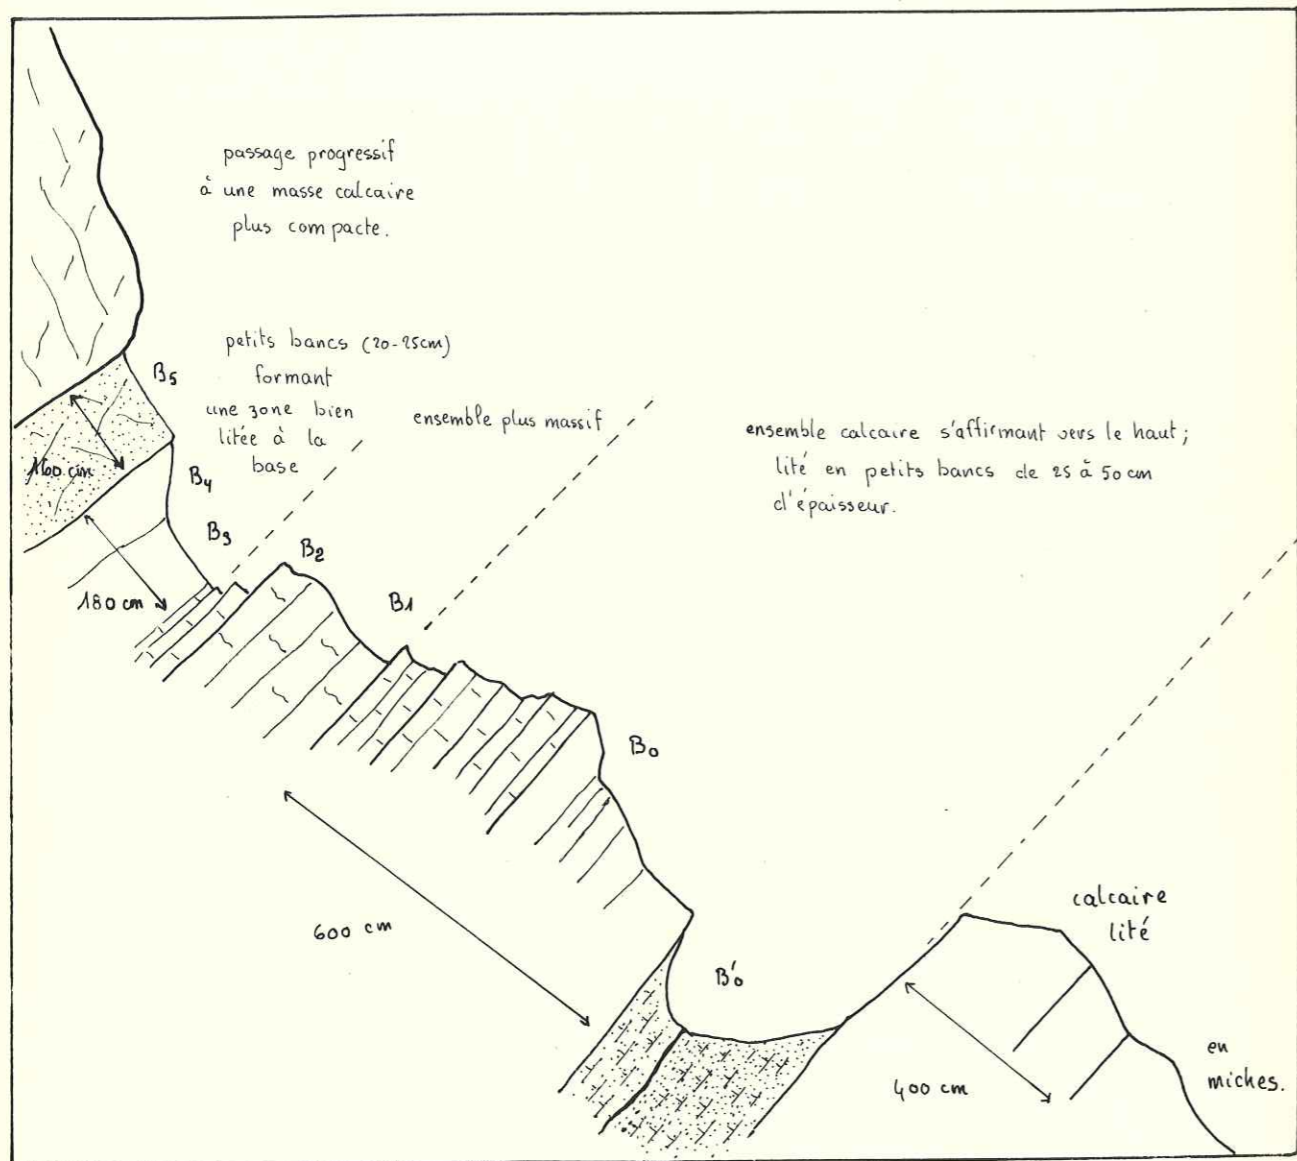 passage progressif
à une masse calcaire
plus compacte.
petits bancs (20-25cm)
formant
une zone bien
litée à la
base
ensemble plus massif
ensemble calcaire s'affirmant vers le haut;
lité en petits bancs de 25 à 50 cm
d'épaisseur.
B5
160 cm
B4
B3
B2
180 cm
B1
B0
600 cm
B'0
calcaire
lité
en
miches.
400 cm